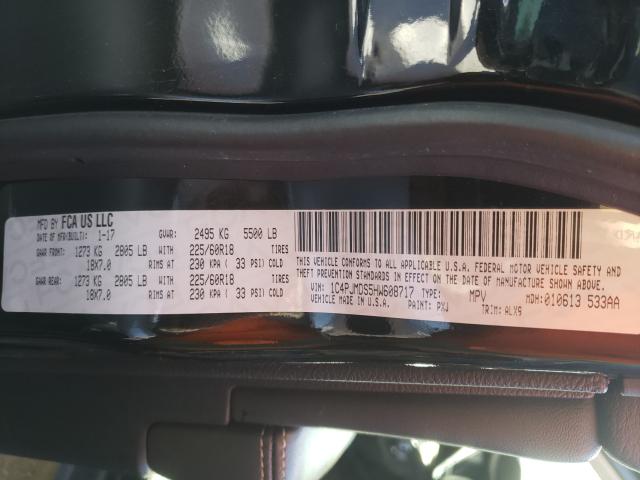 MFD BY FCA US LLC
DATE OF MFR(BUILT): 1-17 GVWR: 2495 KG 5500 LB
GAWR FRONT: 1273 KG 2805 LB WITH 225/60R18 TIRES
18X7.0 RIMS AT 230 KPA ( 33 PSI) COLD
GAWR REAR: 1273 KG 2805 LB WITH 225/60R18 TIRES
18X7.0 RIMS AT 230 KPA ( 33 PSI) COLD
THIS VEHICLE CONFORMS TO ALL APPLICABLE U.S.A. FEDERAL MOTOR VEHICLE SAFETY AND
THEFT PREVENTION STANDARDS IN EFFECT ON THE DATE OF MANUFACTURE SHOWN ABOVE.
VIN: 1C4PJMDS5HW608717 TYPE: MPV MDH: 010613 533AA
PAINT: PXJ TRIM: ALX9